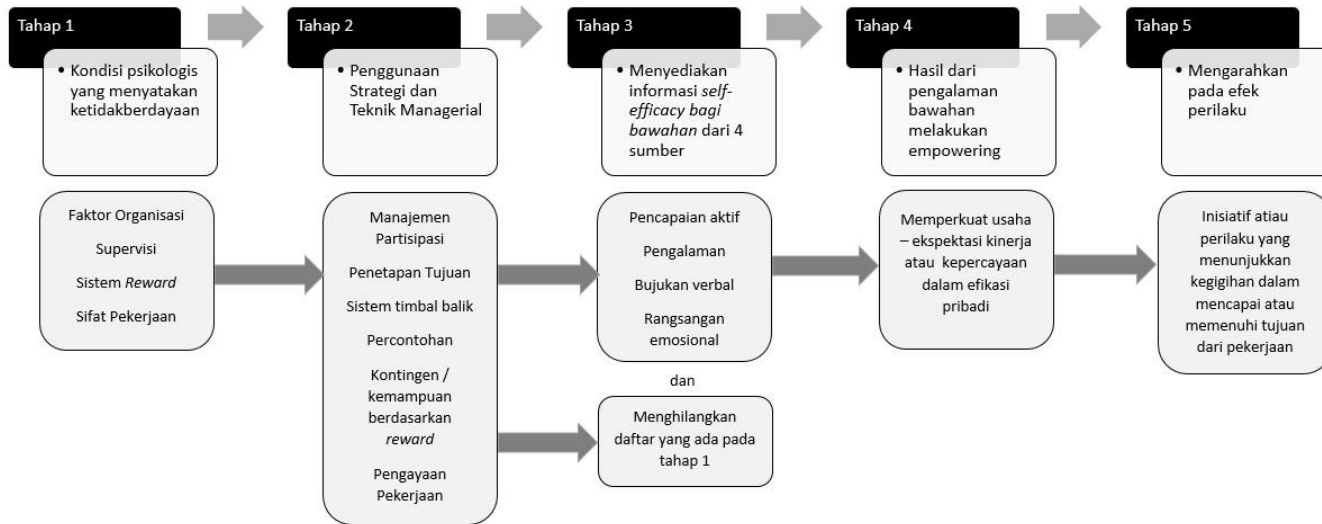 Tahap 1
• Kondisi psikologis
yang menyatakan
ketidakberdayaan
Faktor Organisasi
Supervisi
Sistem Reward
Sifat Pekerjaan
Tahap 2
• Penggunaan
Strategi dan
Teknik Managerial
Manajemen
Partisipasi
Penetapan Tujuan
Sistem timbal balik
Percontohan
Kontingen /
kemampuan
berdasarkan
reward
Pengayaan
Pekerjaan
Tahap 3
• Menyediakan
informasi self-
efficacy bagi
bawahan dari 4
sumber
Pencapaian aktif
Pengalaman
Bujukan verbal
Rangsangan
emosional
dan
Menghilangkan
daftar yang ada pada
tahap 1
Tahap 4
• Hasil dari
pengalaman
bawahan
melakukan
empowering
Memperkuat usaha
– ekspektasi kinerja
atau kepercayaan
dalam efikasi
pribadi
Tahap 5
• Mengarahkan
pada efek
perilaku
Inisiatif atiau
perilaku yang
menunjukkan
kegigihan dalam
mencapai atau
memenuhi tujuan
dari pekerjaan